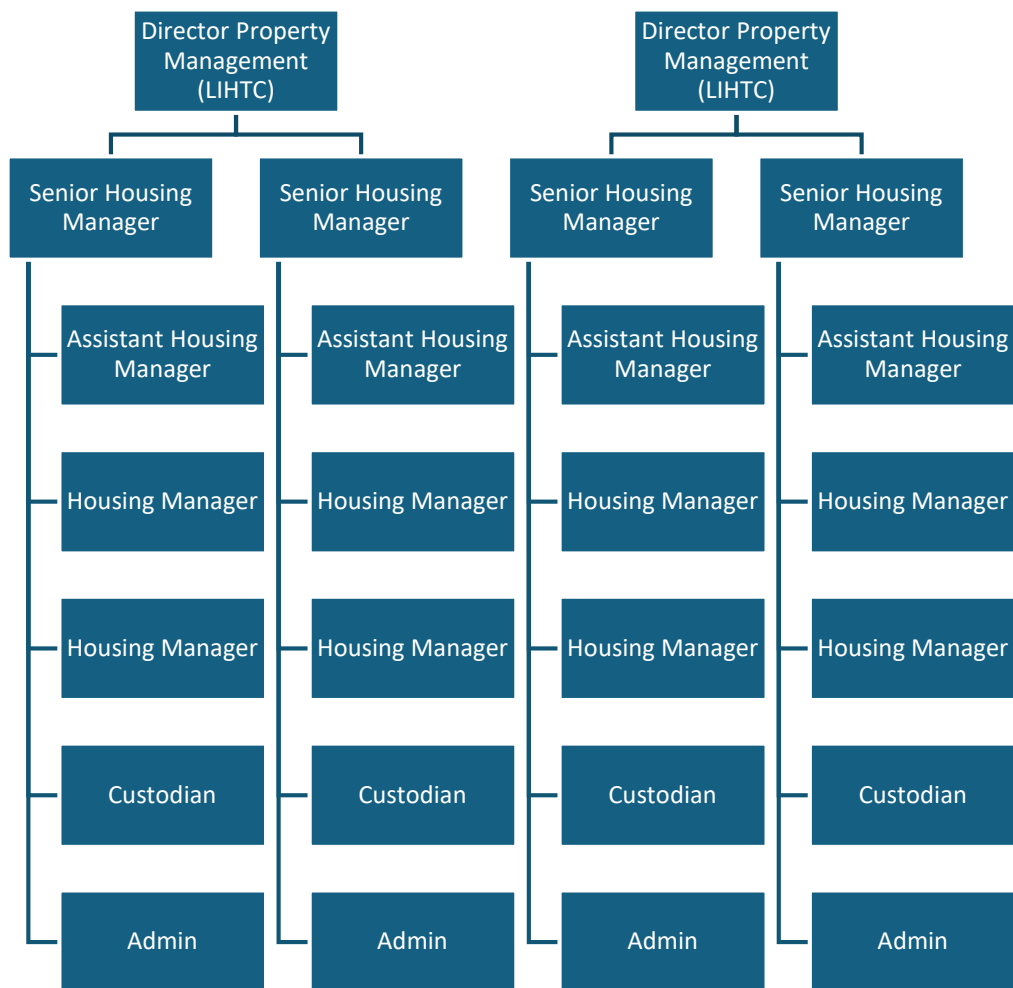 Director Property
Management
(LIHTC)
Director Property
Management
(LIHTC)
Senior Housing
Manager
Senior Housing
Manager
Senior Housing
Manager
Senior Housing
Manager
Assistant Housing
Manager
Assistant Housing
Manager
Assistant Housing
Manager
Assistant Housing
Manager
Housing Manager
Housing Manager
Housing Manager
Housing Manager
Housing Manager
Housing Manager
Housing Manager
Housing Manager
Custodian
Custodian
Custodian
Custodian
Admin
Admin
Admin
Admin